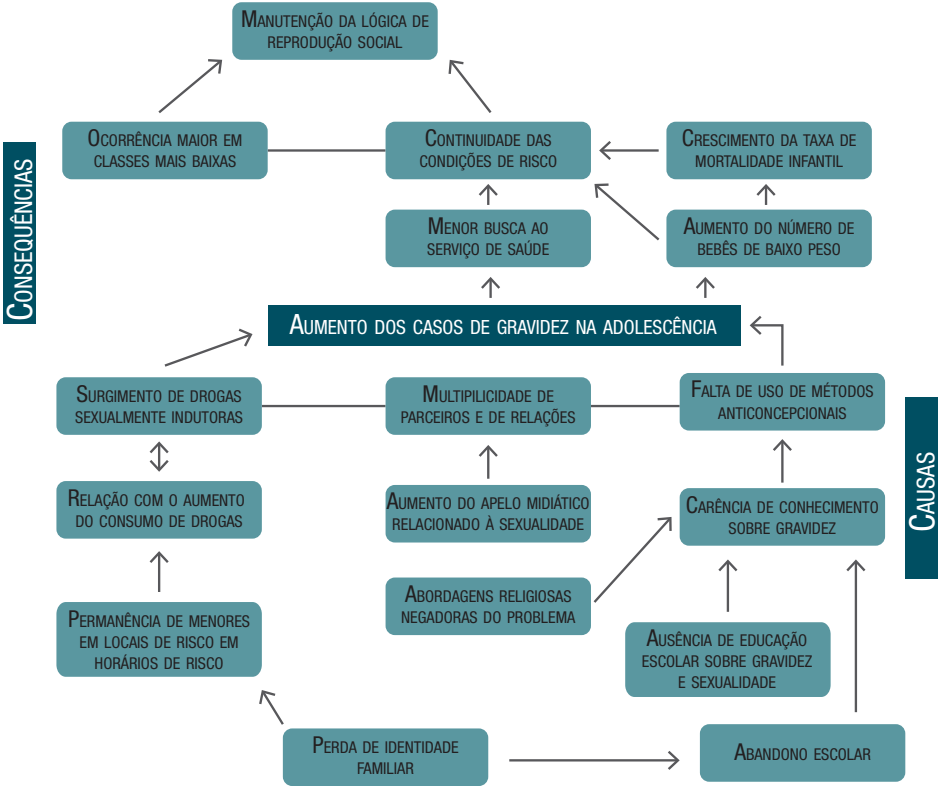 MANUTENÇÃO DA LÓGICA DE
REPRODUÇÃO SOCIAL
OCORRÊNCIA MAIOR EM
CLASSES MAIS BAIXAS
CONTINUIDADE DAS
CONDIÇÕES DE RISCO
CRESCIMENTO DA TAXA DE
MORTALIDADE INFANTIL
CONSEQUÊNCIAS
MENOR BUSCA AO
SERVIÇO DE SAÚDE
AUMENTO DO NÚMERO DE
BEBÊS DE BAIXO PESO
AUMENTO DOS CASOS DE GRAVIDEZ NA ADOLESCÊNCIA
SURGIMENTO DE DROGAS
SEXUALMENTE INDUTORAS
MULTIPILICIDADE DE
PARCEIROS E DE RELAÇÕES
FALTA DE USO DE MÉTODOS
ANTICONCEPCIONAIS
CAUSAS
RELAÇÃO COM O AUMENTO
DO CONSUMO DE DROGAS
AUMENTO DO APELO MIDIÁTICO
RELACIONADO À SEXUALIDADE
CARÊNCIA DE CONHECIMENTO
SOBRE GRAVIDEZ
ABORDAGENS RELIGIOSAS
NEGADORAS DO PROBLEMA
PERMANÊNCIA DE MENORES
EM LOCAIS DE RISCO EM
HORÁRIOS DE RISCO
AUSÊNCIA DE EDUCAÇÃO
ESCOLAR SOBRE GRAVIDEZ
E SEXUALIDADE
PERDA DE IDENTIDADE
FAMILIAR
ABANDONO ESCOLAR